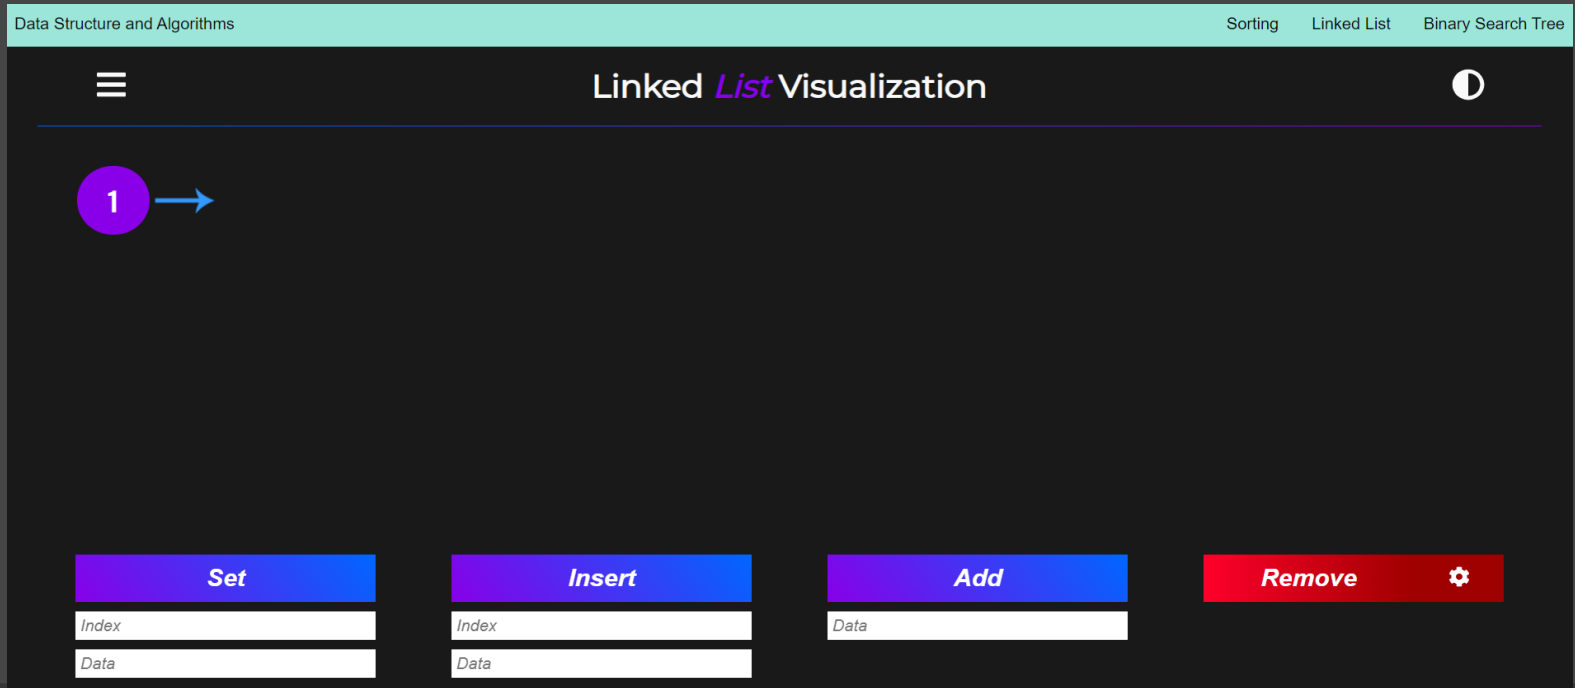 Data Structure and Algorithms Sorting Linked List Binary Search Tree
Linked List Visualization
1
Set Insert Add Remove
Index Index Data
Data Data